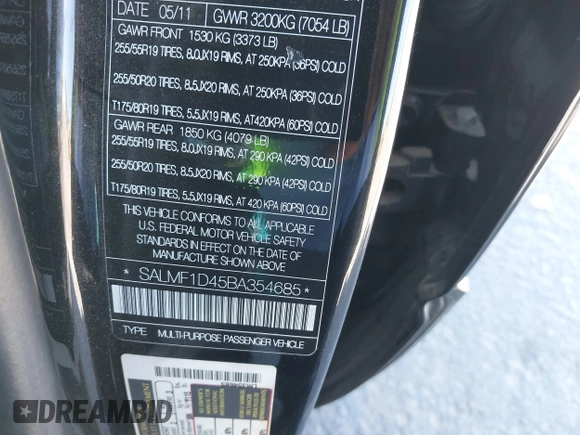 DATE 05/11 GWWR 3200KG (7054 LB)
GAWR FRONT 1530 KG (3373 LB)
255/55R19 TIRES, 8.0JX19 RIMS, AT 250KPA (36PSI) COLD
255/50R20 TIRES, 8.5JX20 RIMS, AT 250KPA (36PSI) COLD
T175/80R19 TIRES, 5.5JX19 RIMS, AT420KPA (60PSI) COLD
GAWR REAR 1850 KG (4079 LB)
255/55R19 TIRES, 8.0JX19 RIMS, AT 290 KPA (42PSI) COLD
255/50R20 TIRES, 8.5JX20 RIMS, AT 290 KPA (42PSI) COLD
T175/80R19 TIRES, 5.5JX19 RIMS, AT 420 KPA (60PSI) COLD
THIS VEHICLE CONFORMS TO ALL APPLICABLE
U.S. FEDERAL MOTOR VEHICLE SAFETY
STANDARDS IN EFFECT ON THE DATE OF
MANUFACTURE SHOWN ABOVE
* SALMF1D45BA354685 *
TYPE MULTI-PURPOSE PASSENGER VEHICLE
DREAMBID